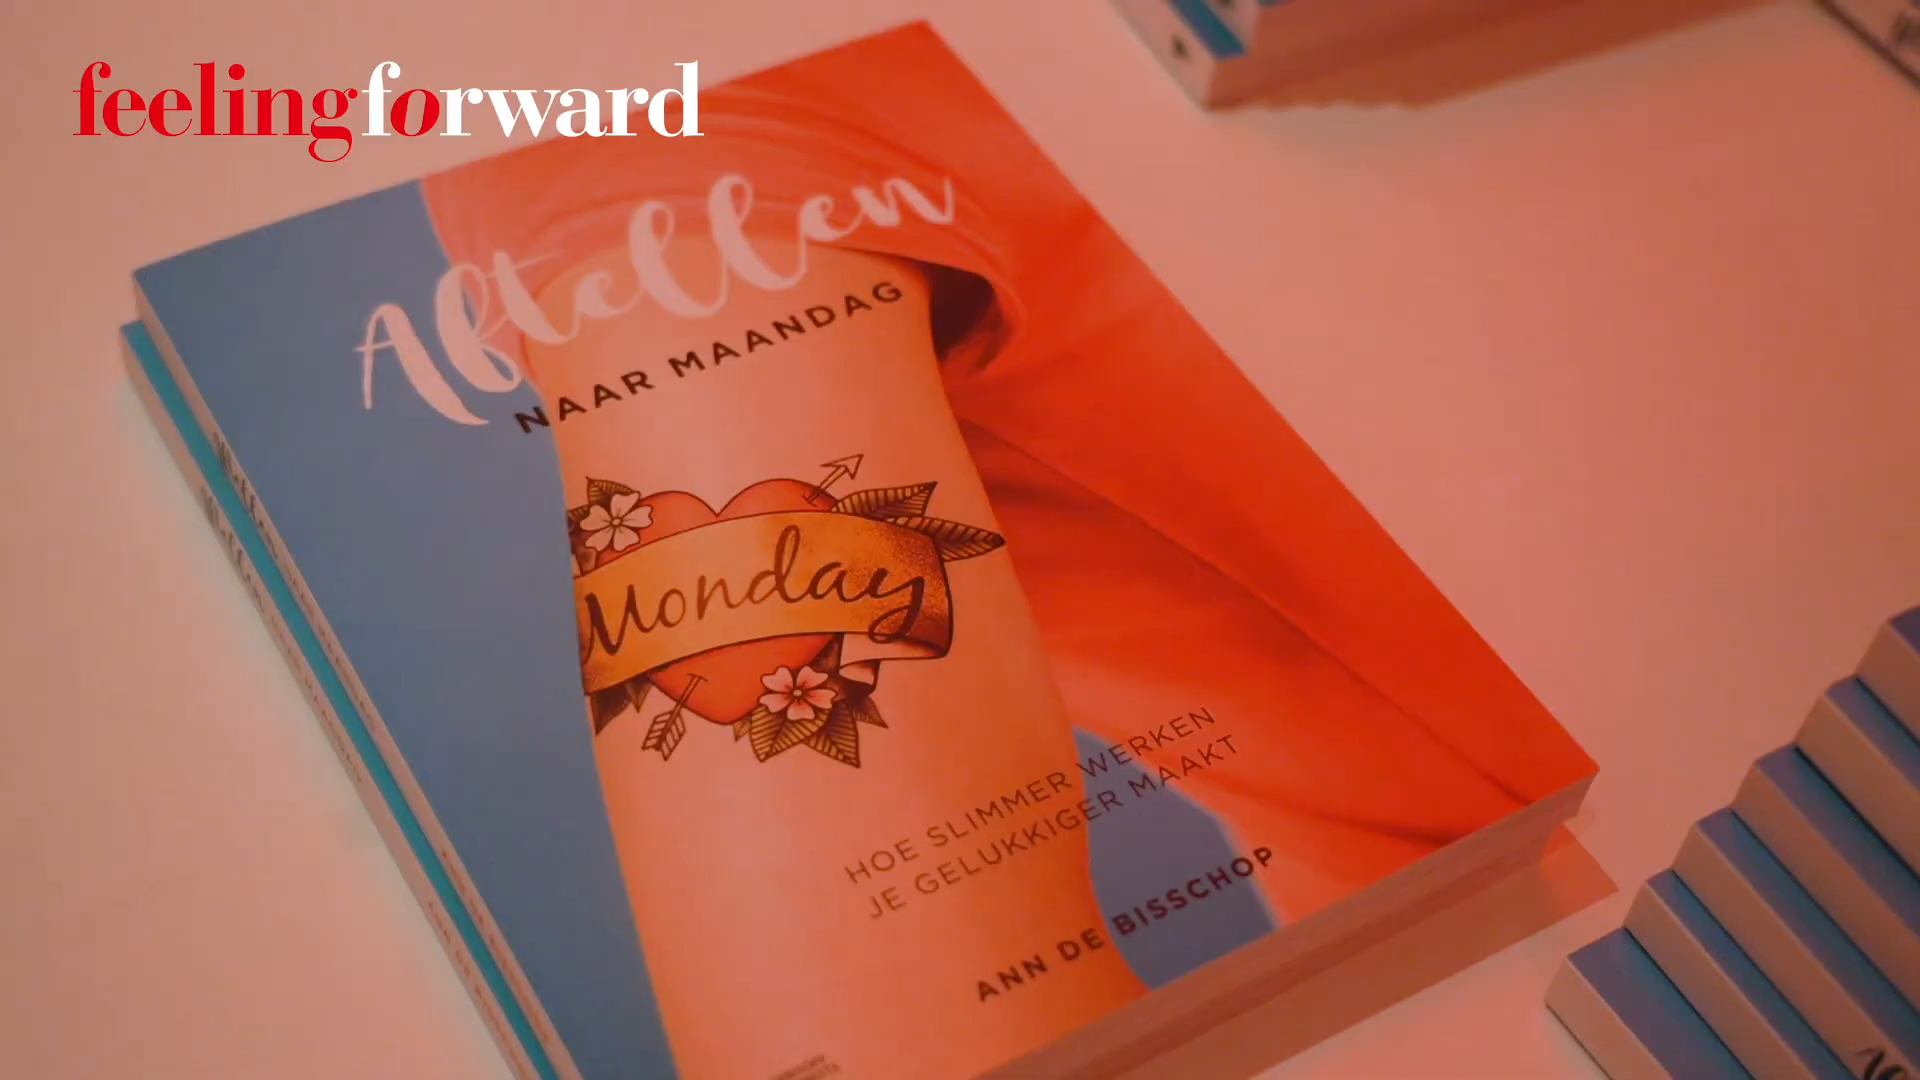 feelingforward
Aftellen
NAAR MAANDAG
Monday
HOE SLIMMER WERKEN
JE GELUKKIGER MAAKT
ANN DE BISSCHOP